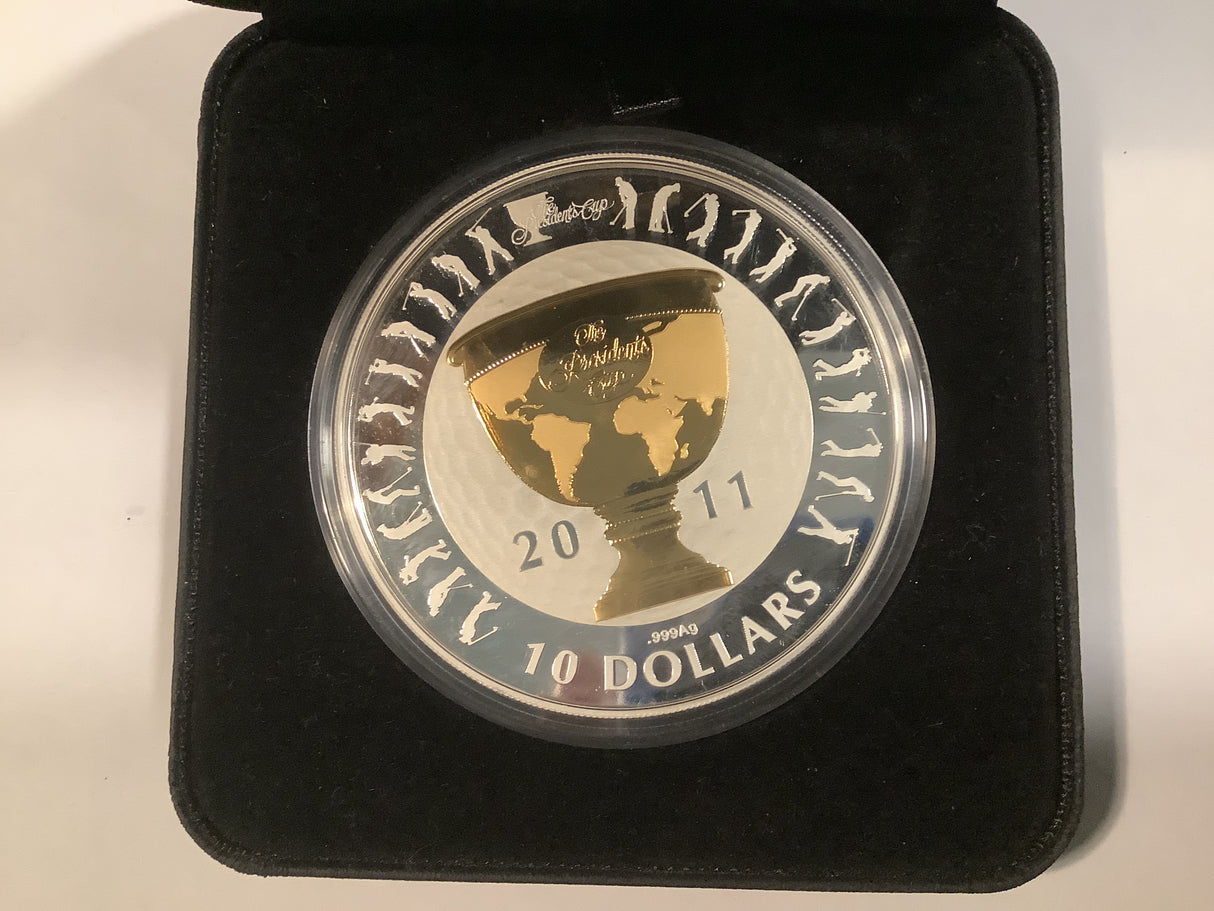 The
Presidents Cup
The
Presidents
Cup
20 11
.999Ag
10 DOLLARS